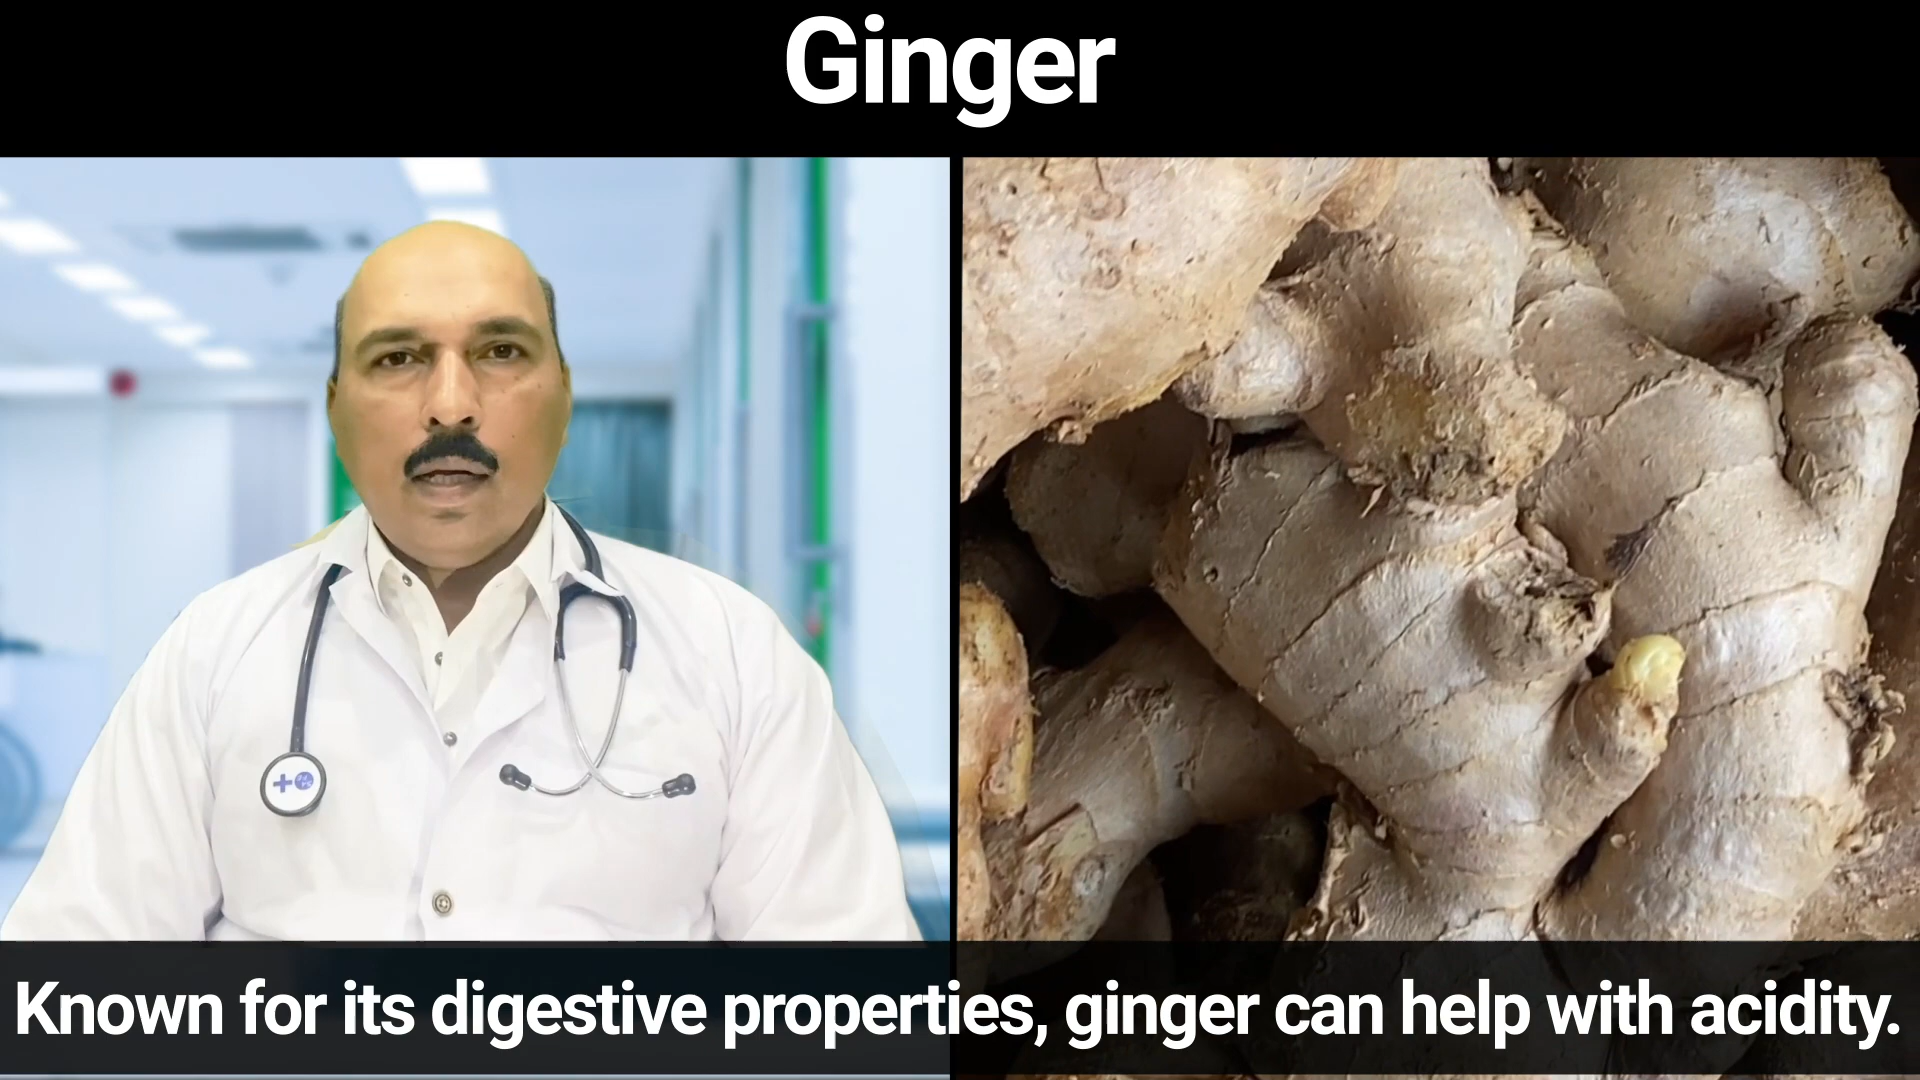 Ginger
Known for its digestive properties, ginger can help with acidity.